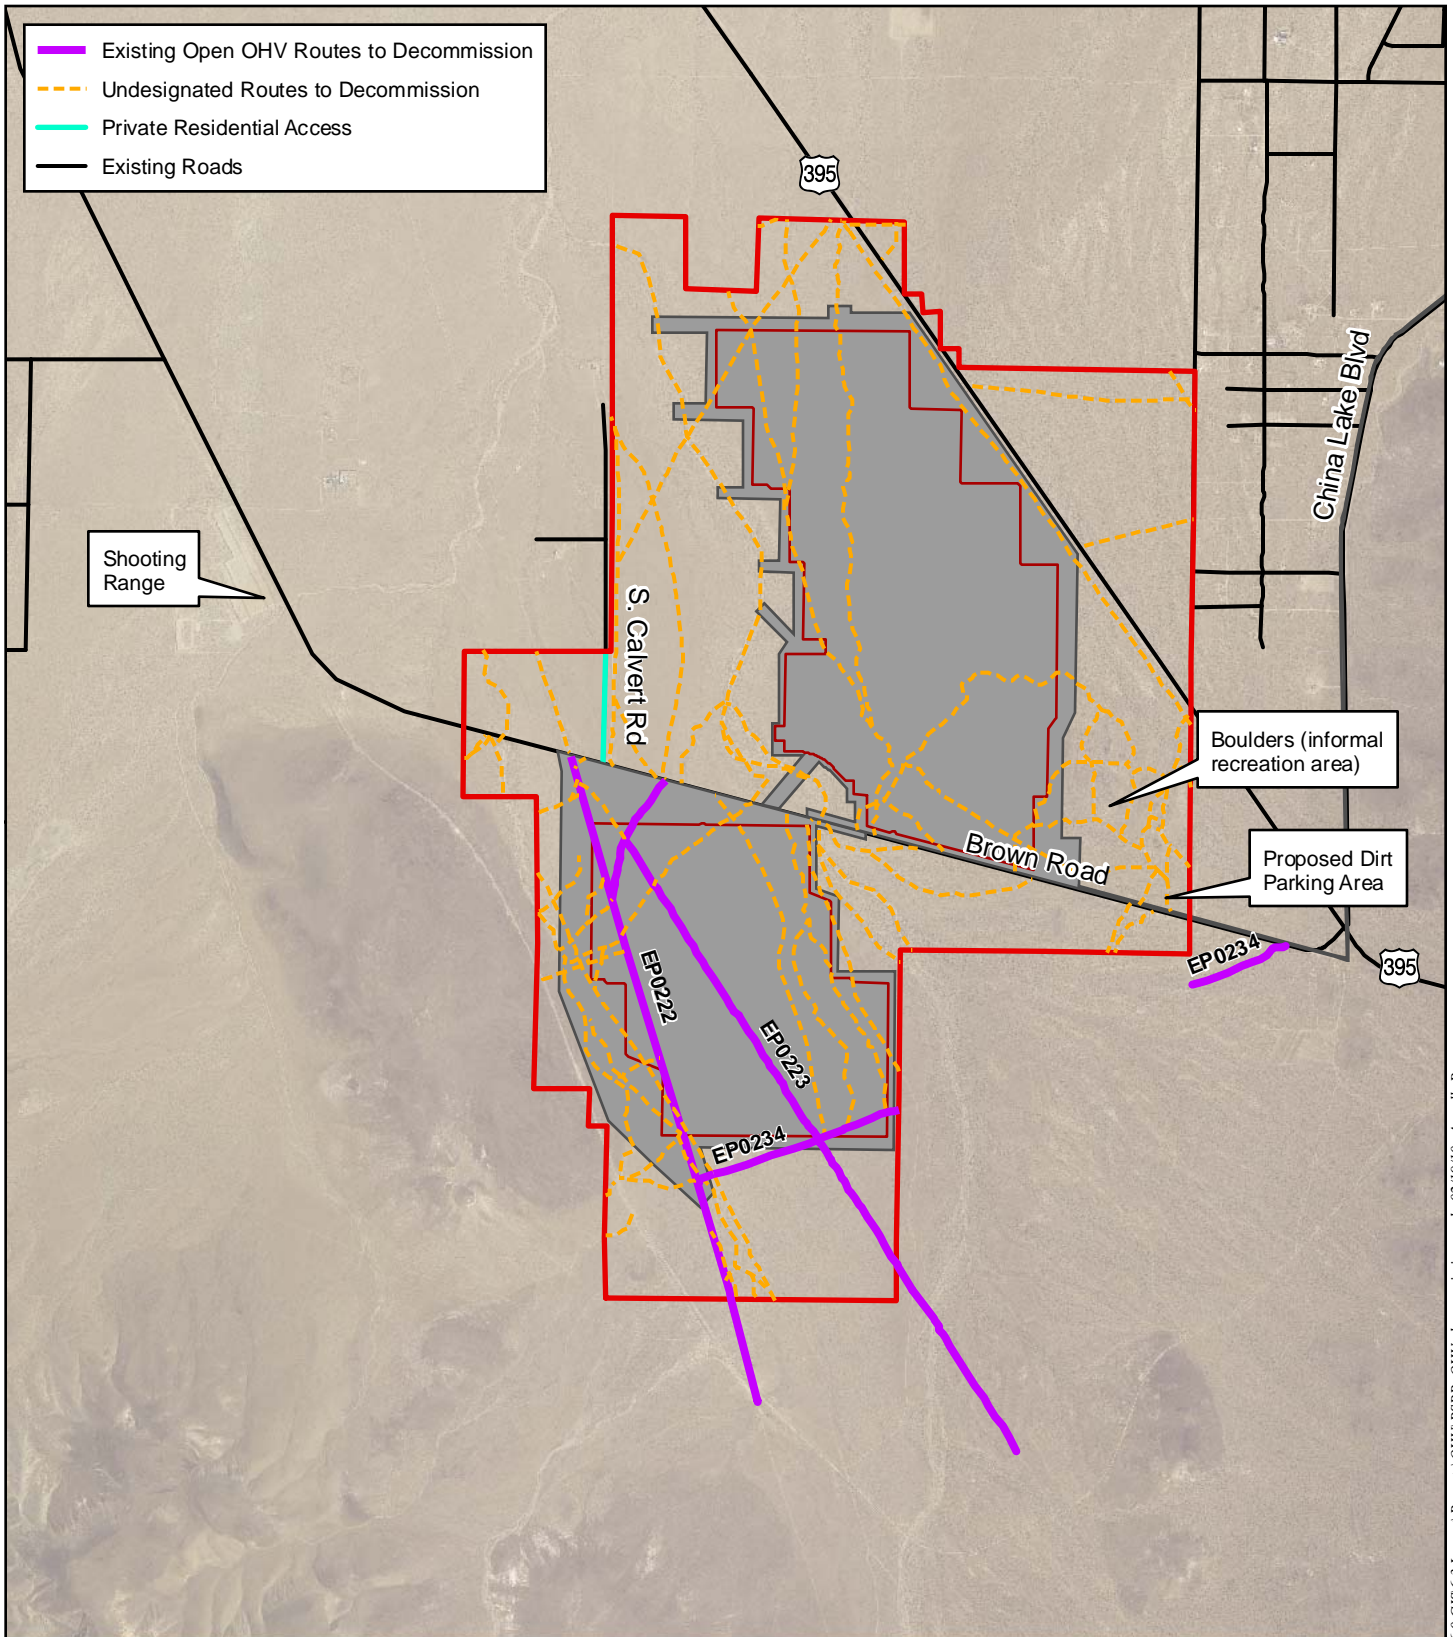 Existing Open OHV Routes to Decommission
Undesignated Routes to Decommission
Private Residential Access
Existing Roads
395
China Lake Blvd
Shooting
Range
S. Calvert Rd
Boulders (informal
recreation area)
Brown Road
Proposed Dirt
Parking Area
EP0234
395
EP0222
EP0223
EP0234